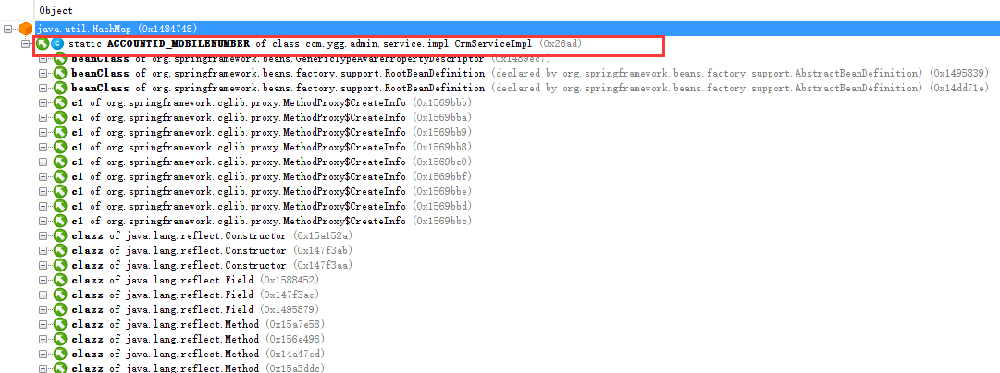 Object
java.util.HashMap (0x1484748)
static ACCOUNTID_MOBILENUMBER of class com.ygg.admin.service.impl.CrmServiceImpl (0x26ad)
beanClass of org.springframework.beans.GenericTypeAwarePropertyDescriptor (0x1489ec7)
beanClass of org.springframework.beans.factory.support.RootBeanDefinition (declared by org.springframework.beans.factory.support.AbstractBeanDefinition) (0x1495839)
beanClass of org.springframework.beans.factory.support.RootBeanDefinition (declared by org.springframework.beans.factory.support.AbstractBeanDefinition) (0x14dd71e)
c1 of org.springframework.cglib.proxy.MethodProxy$CreateInfo (0x1569bbb)
c1 of org.springframework.cglib.proxy.MethodProxy$CreateInfo (0x1569bba)
c1 of org.springframework.cglib.proxy.MethodProxy$CreateInfo (0x1569bb9)
c1 of org.springframework.cglib.proxy.MethodProxy$CreateInfo (0x1569bb8)
c1 of org.springframework.cglib.proxy.MethodProxy$CreateInfo (0x1569bc0)
c1 of org.springframework.cglib.proxy.MethodProxy$CreateInfo (0x1569bbf)
c1 of org.springframework.cglib.proxy.MethodProxy$CreateInfo (0x1569bbe)
c1 of org.springframework.cglib.proxy.MethodProxy$CreateInfo (0x1569bbd)
c1 of org.springframework.cglib.proxy.MethodProxy$CreateInfo (0x1569bbc)
clazz of java.lang.reflect.Constructor (0x15a152a)
clazz of java.lang.reflect.Constructor (0x147f3ab)
clazz of java.lang.reflect.Constructor (0x147f3aa)
clazz of java.lang.reflect.Field (0x1588452)
clazz of java.lang.reflect.Field (0x147f3ac)
clazz of java.lang.reflect.Field (0x1495879)
clazz of java.lang.reflect.Method (0x15a7e58)
clazz of java.lang.reflect.Method (0x156e496)
clazz of java.lang.reflect.Method (0x14a47ed)
clazz of java.lang.reflect.Method (0x15a3ddc)